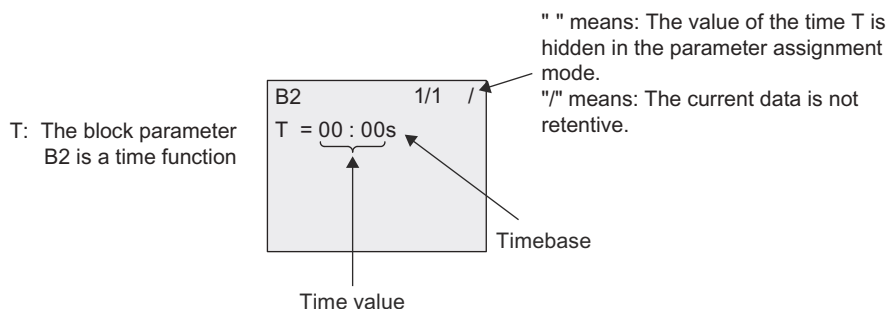 " " means: The value of the time T is
hidden in the parameter assignment
mode.
"/" means: The current data is not
retentive.
B2 1/1 /
T = 00 : 00s
T: The block parameter
B2 is a time function
Timebase
Time value